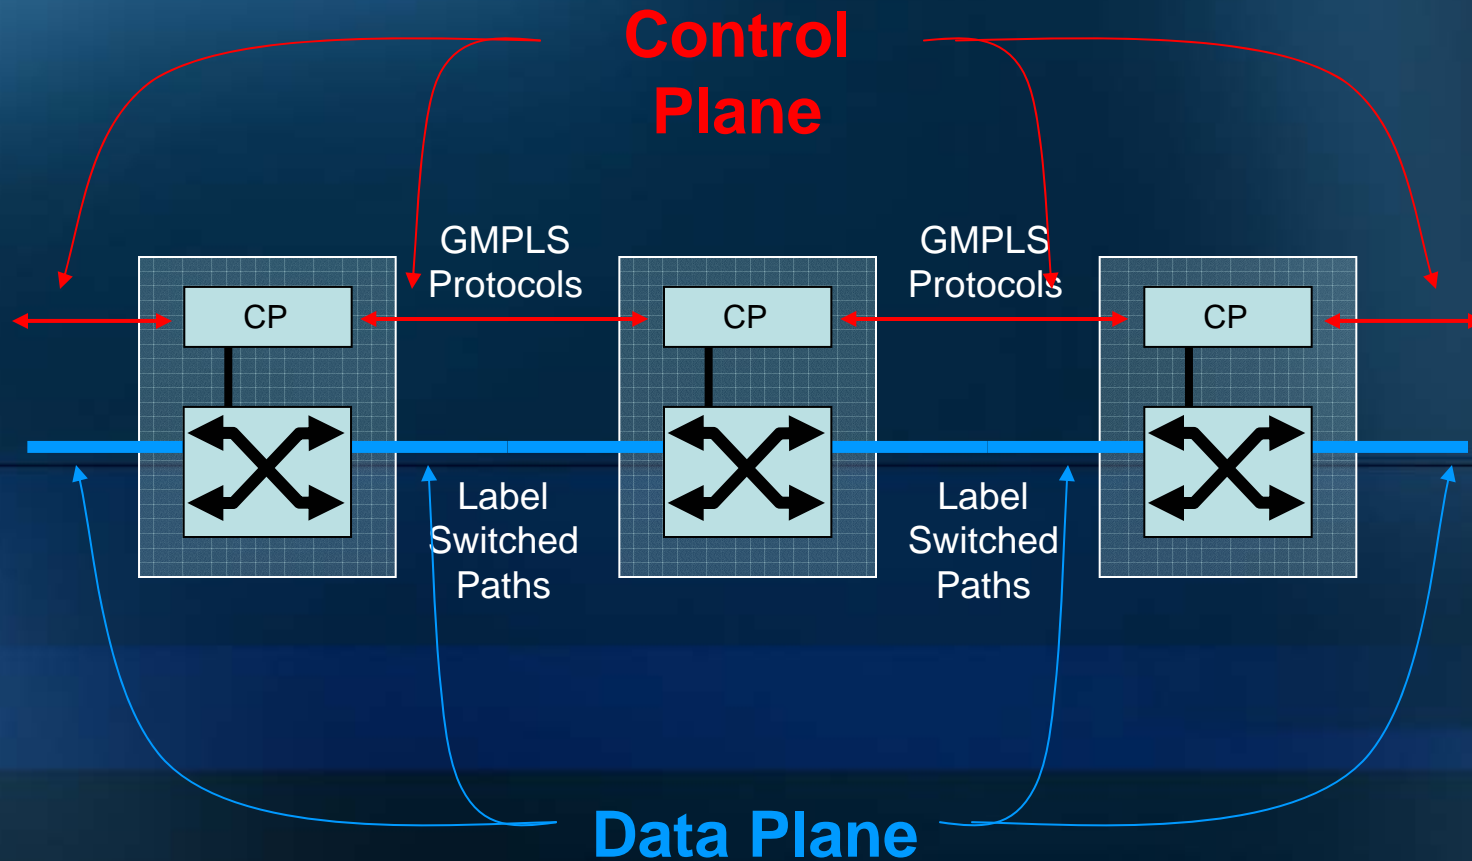 Control
Plane
GMPLS
Protocols
GMPLS
Protocols
CP
CP
CP
Label
Switched
Paths
Label
Switched
Paths
Data Plane